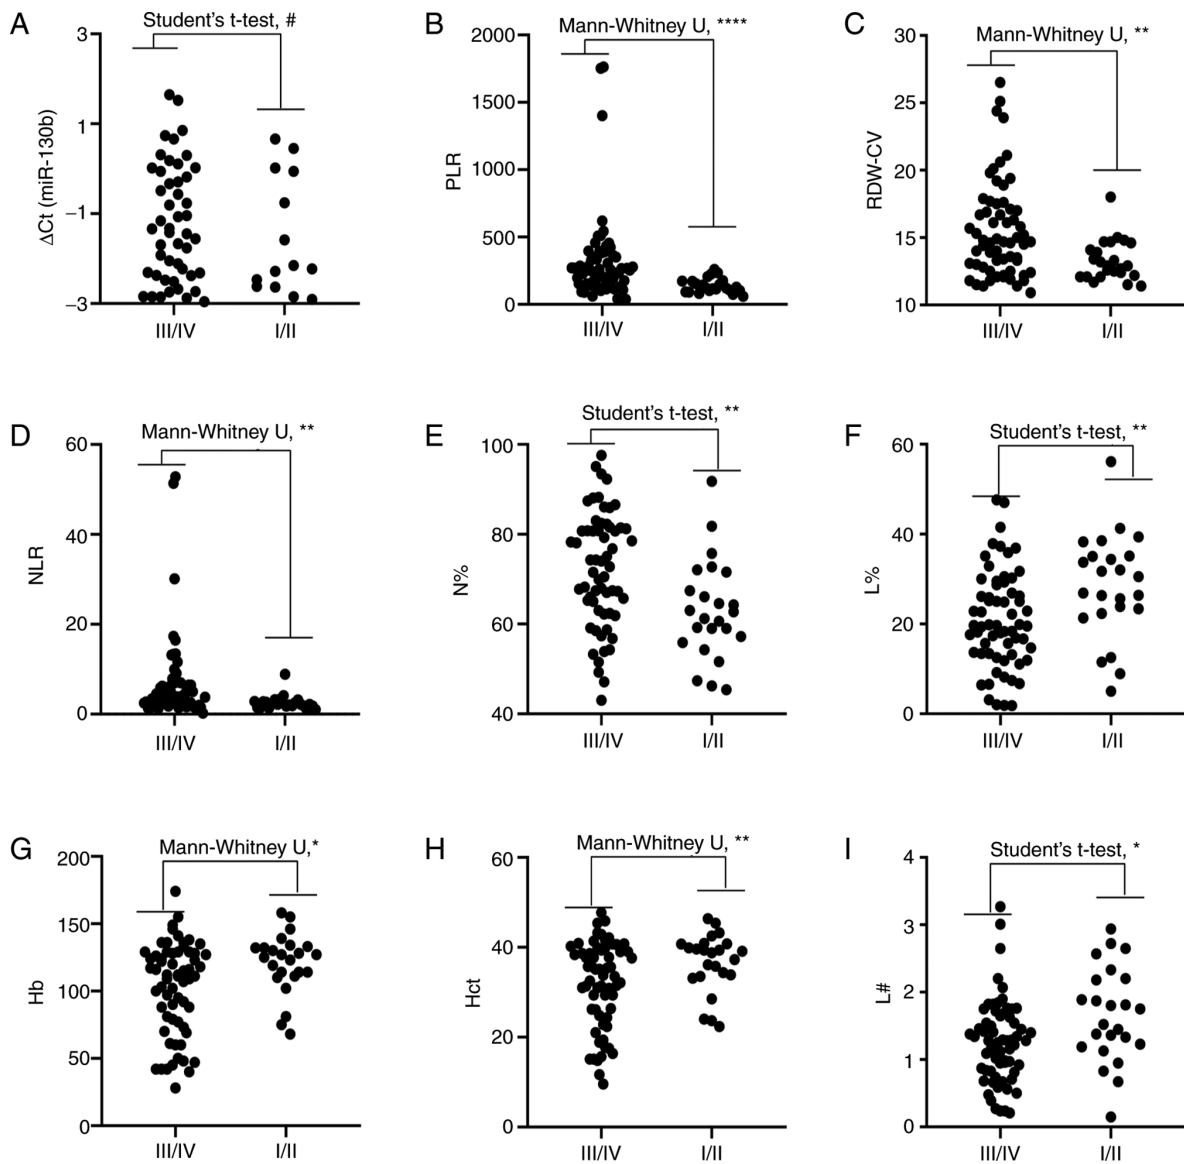 A
Student's t-test, #
ΔCt (miR-130b)
3
1
−1
−3
III/IV
I/II
B
Mann-Whitney U, ****
PLR
2000
1500
1000
500
0
III/IV
I/II
C
Mann-Whitney U, **
RDW-CV
30
25
20
15
10
III/IV
I/II
D
Mann-Whitney U, **
NLR
60
40
20
0
III/IV
I/II
E
Student's t-test, **
N%
100
80
60
40
III/IV
I/II
F
Student's t-test, **
L%
60
40
20
0
III/IV
I/II
G
Mann-Whitney U,*
Hb
200
150
100
50
0
III/IV
I/II
H
Mann-Whitney U, **
Hct
60
40
20
0
III/IV
I/II
I
Student's t-test, *
L#
4
3
2
1
0
III/IV
I/II